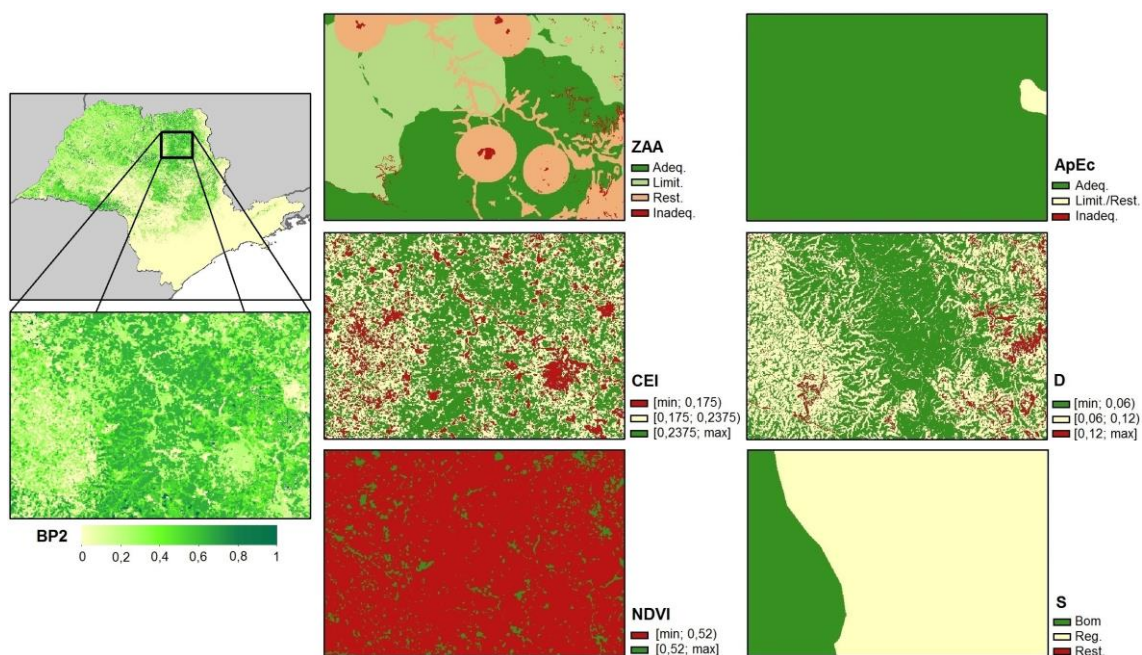 BP2
0 0,2 0,4 0,6 0,8 1
ZAA
Adeq.
Limit.
Rest.
Inadeq.
ApEc
Adeq.
Limit./Rest.
Inadeq.
CEI
[min; 0,175)
[0,175; 0,2375)
[0,2375; max]
D
[min; 0,06)
[0,06; 0,12)
[0,12; max]
NDVI
[min; 0,52)
[0,52; max]
S
Bom
Reg.
Rest.